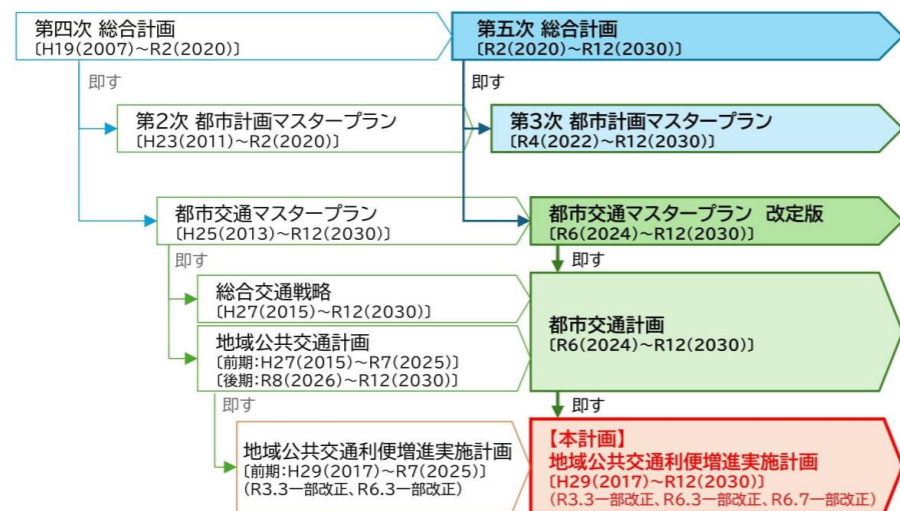 第四次 総合計画
〔H19(2007)～R2(2020)〕
第五次 総合計画
〔R2(2020)～R12(2030)〕
即す
即す
第2次 都市計画マスタープラン
〔H23(2011)～R2(2020)〕
第3次 都市計画マスタープラン
〔R4(2022)～R12(2030)〕
都市交通マスタープラン
〔H25(2013)～R12(2030)〕
都市交通マスタープラン 改定版
〔R6(2024)～R12(2030)〕
即す
即す
総合交通戦略
〔H27(2015)～R12(2030)〕
都市交通計画
〔R6(2024)～R12(2030)〕
地域公共交通計画
〔前期:H27(2015)～R7(2025)〕
〔後期:R8(2026)～R12(2030)〕
即す
即す
地域公共交通利便増進実施計画
〔前期:H29(2017)～R7(2025)〕
(R3.3一部改正、R6.3一部改正)
【本計画】
地域公共交通利便増進実施計画
〔H29(2017)～R12(2030)〕
(R3.3一部改正、R6.3一部改正、R6.7一部改正)